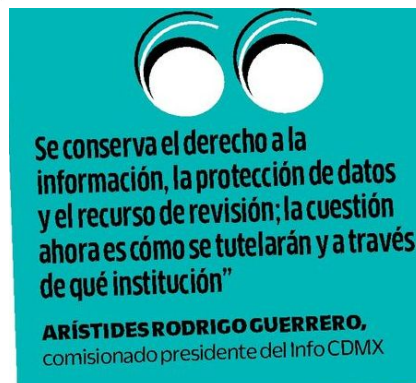 Se conserva el derecho a la
información, la protección de datos
y el recurso de revisión; la cuestión
ahora es cómo se tutelarán y a través
de qué institución”
ARÍSTIDES RODRIGO GUERRERO,
comisionado presidente del Info CDMX